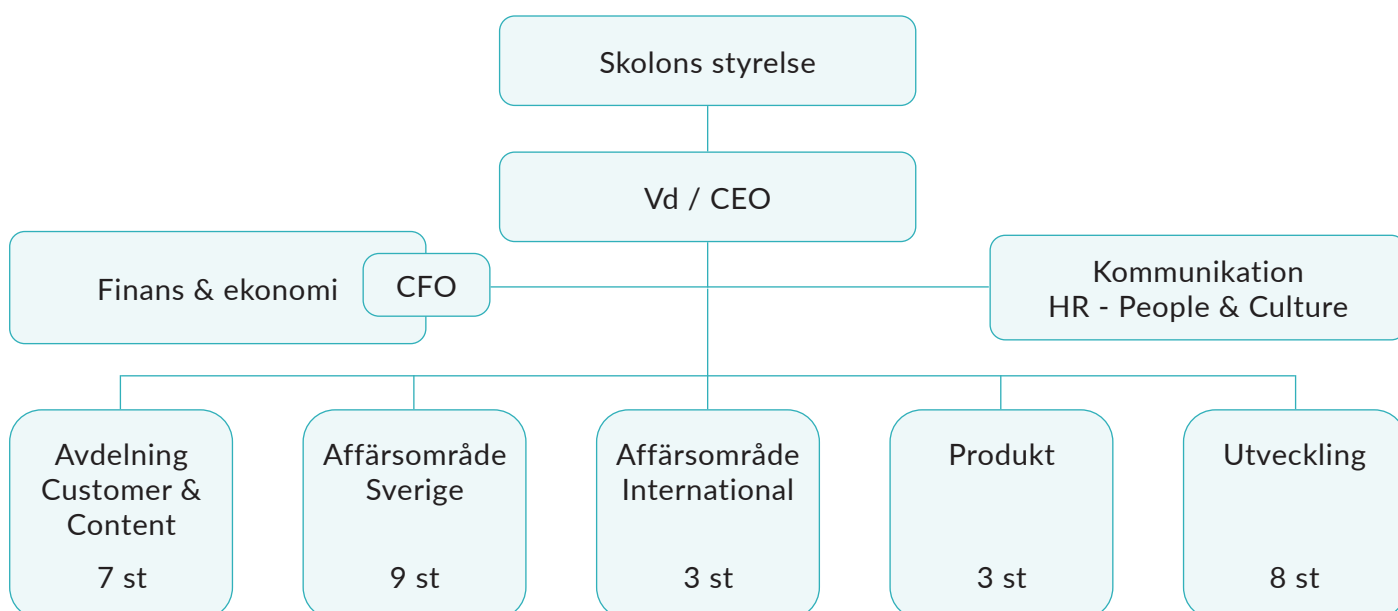 Skolons styrelse
Vd / CEO
Finans & ekonomi
CFO
Kommunikation
HR - People & Culture
Avdelning
Customer &
Content
7 st
Affärsområde
Sverige
9 st
Affärsområde
International
3 st
Produkt
3 st
Utveckling
8 st